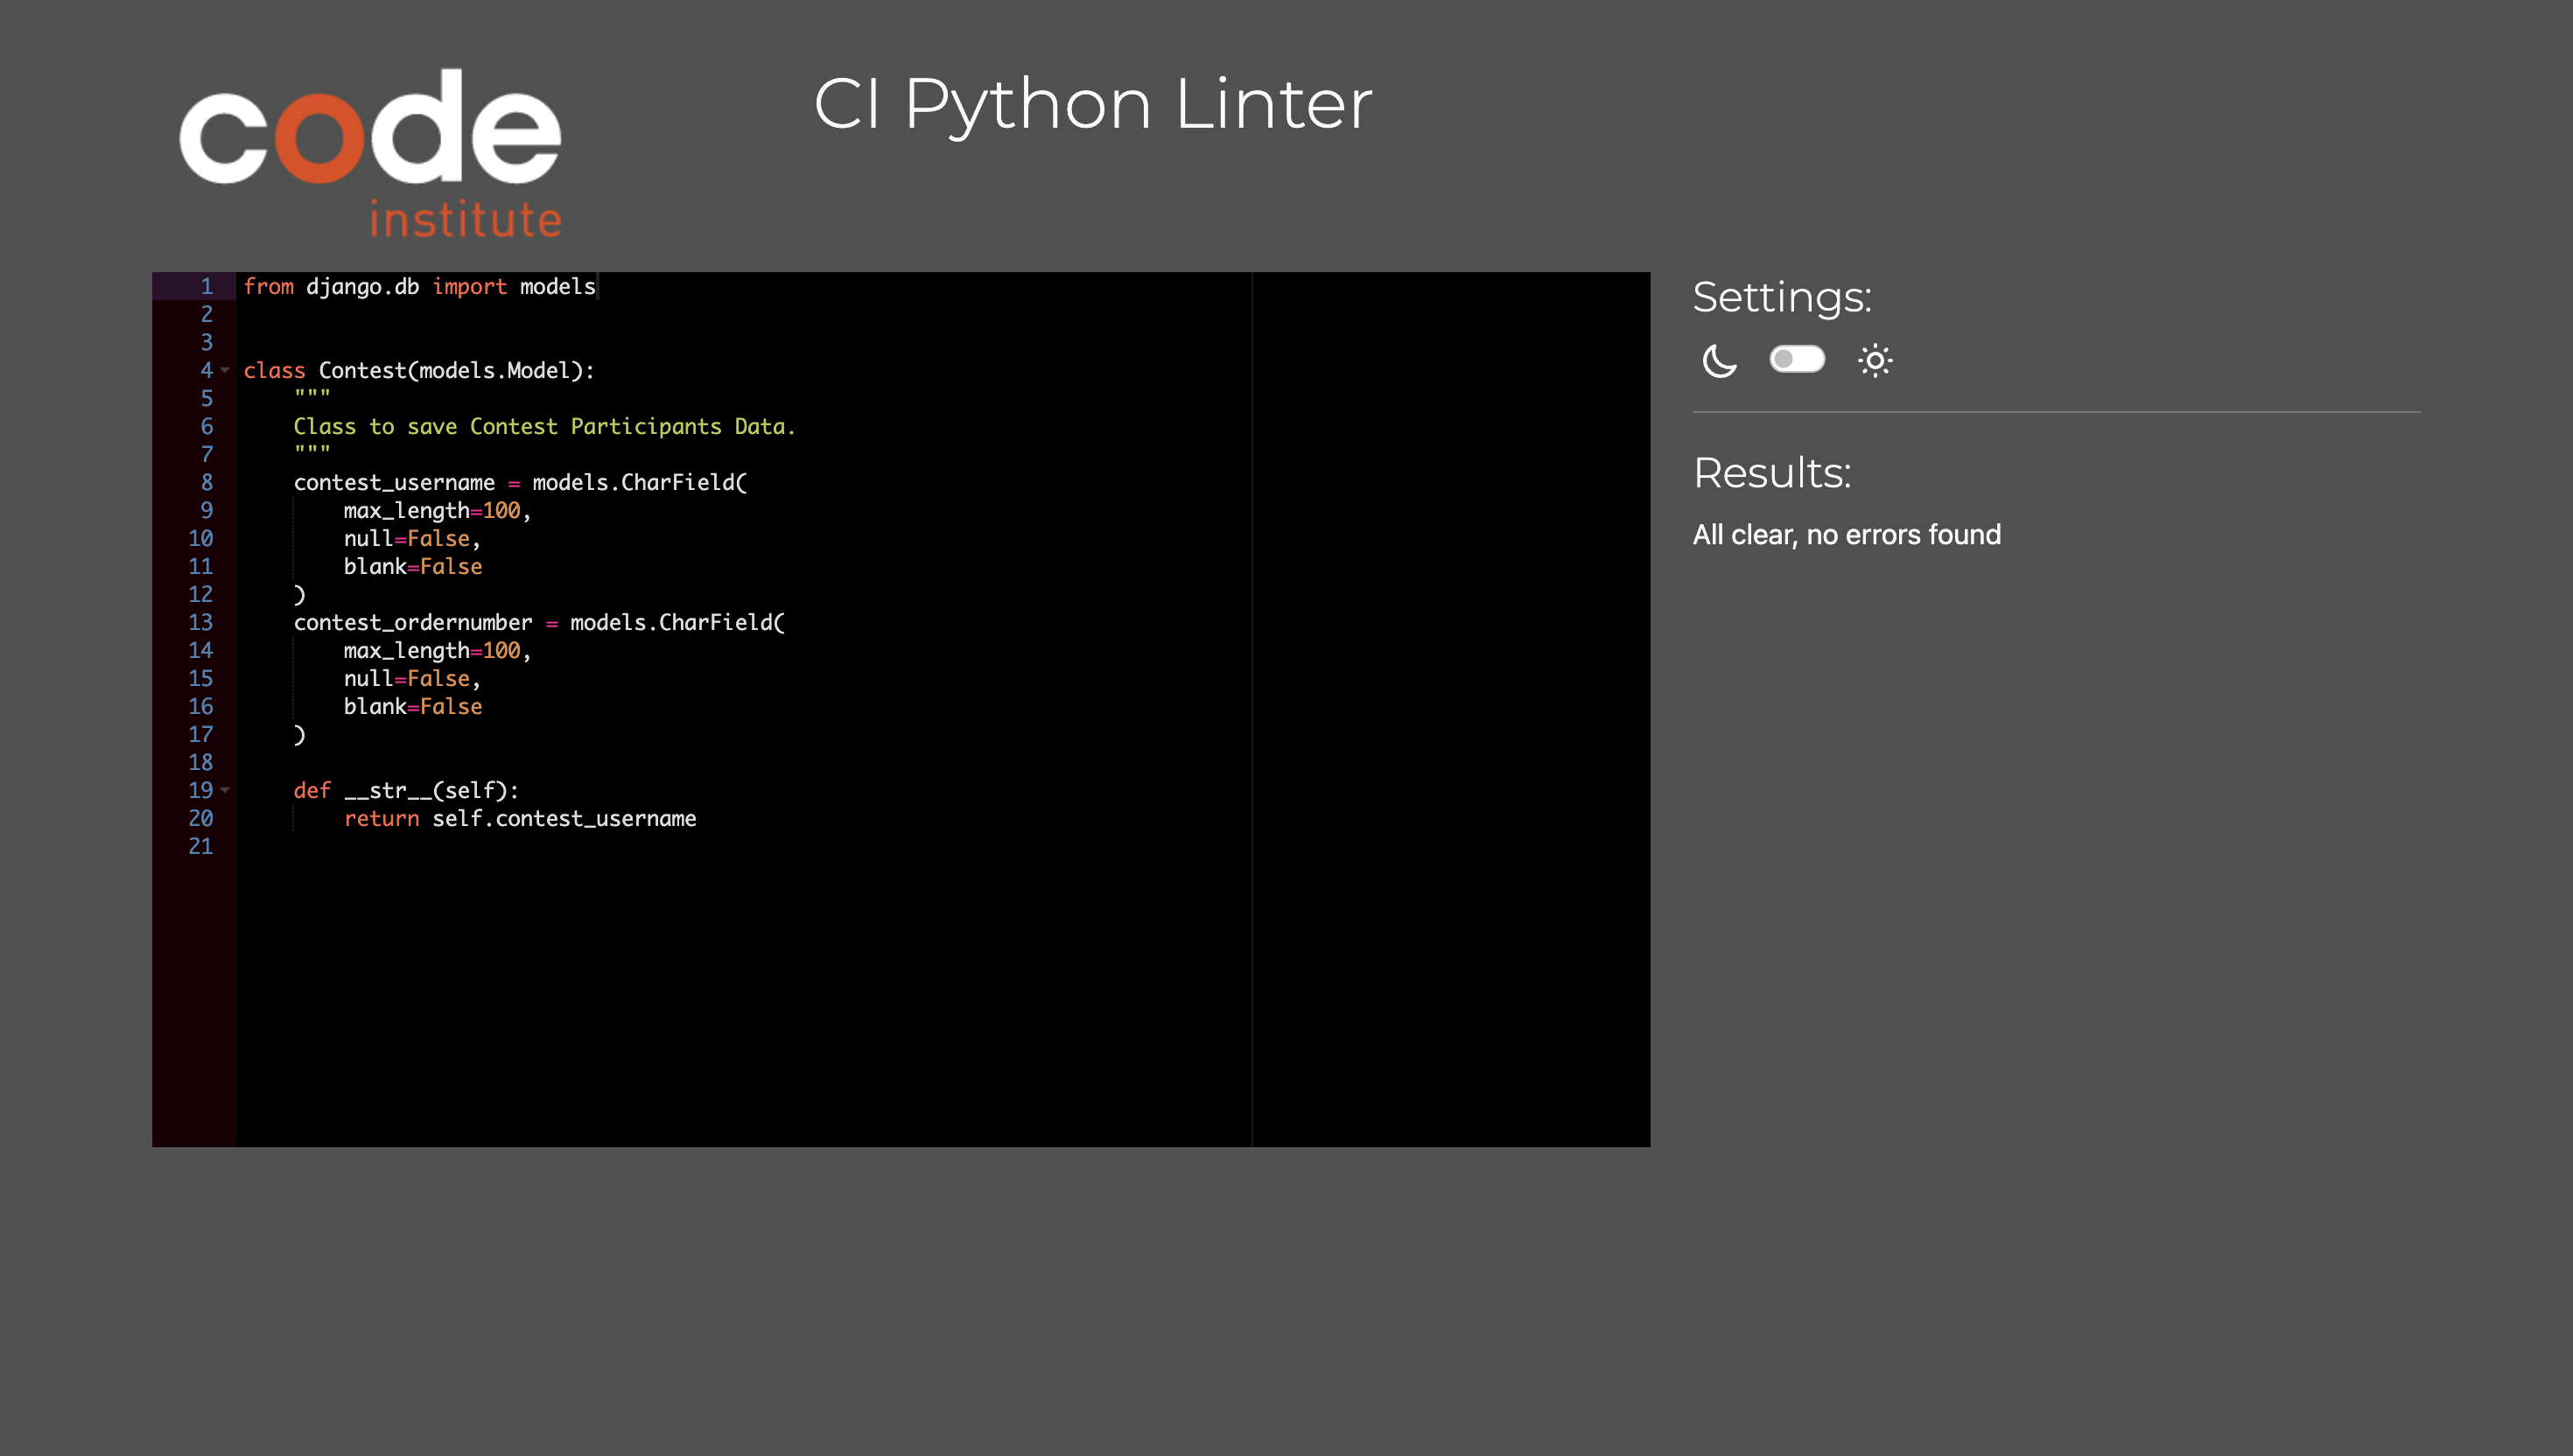 code
institute
CI Python Linter
1 from django.db import models
2
3
4 class Contest(models.Model):
5     """
6     Class to save Contest Participants Data.
7     """
8     contest_username = models.CharField(
9         max_length=100,
10         null=False,
11         blank=False
12     )
13     contest_ordernumber = models.CharField(
14         max_length=100,
15         null=False,
16         blank=False
17     )
18
19     def __str__(self):
20         return self.contest_username
21
Settings:
Results:
All clear, no errors found